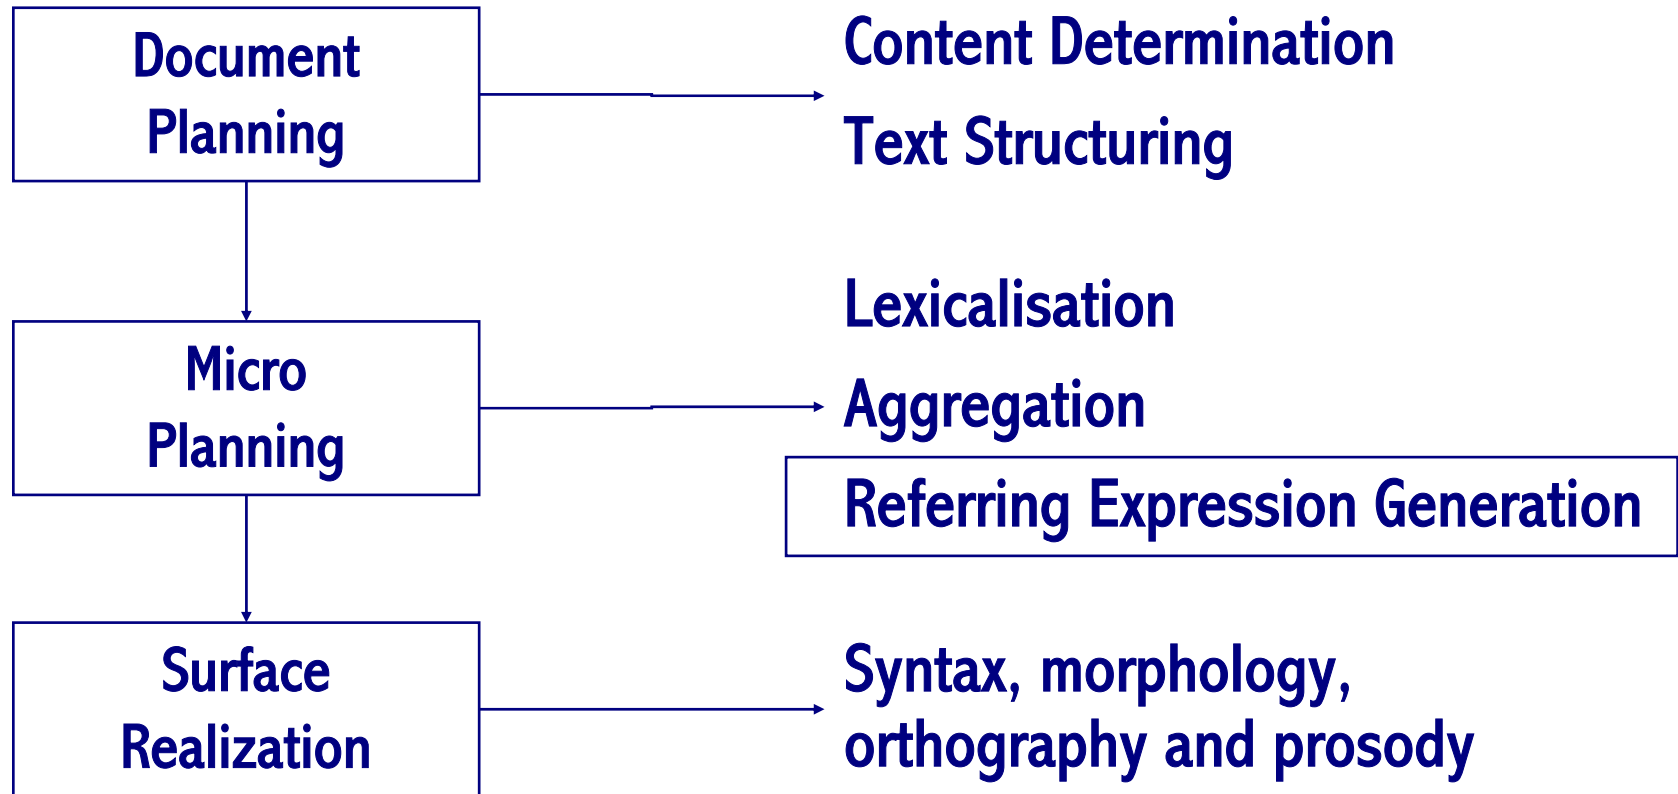 Document
Planning
Content Determination
Text Structuring
Micro
Planning
Lexicalisation
Aggregation
Referring Expression Generation
Surface
Realization
Syntax, morphology,
orthography and prosody